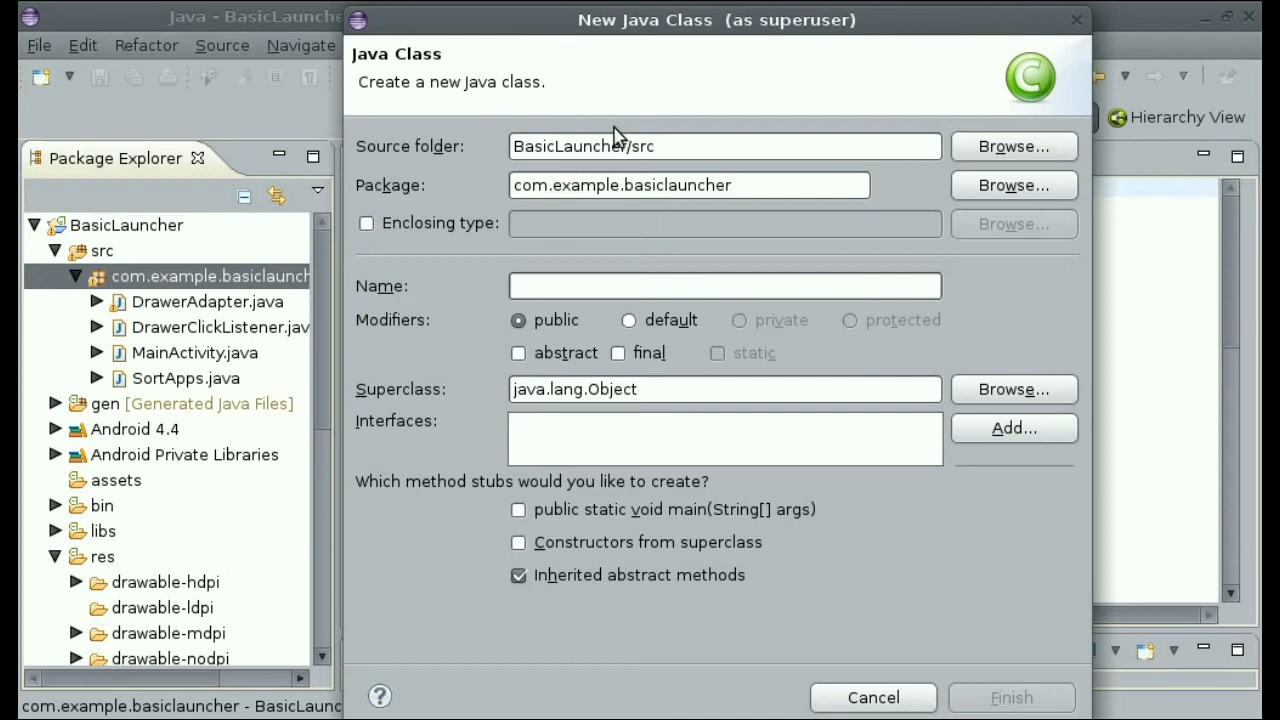 Java - BasicLaunche
New Java Class (as superuser)
File Edit Refactor Source Navigate
Java Class
Create a new Java class.
Hierarchy View
Package Explorer
Source folder: BasicLauncher/src Browse...
Package: com.example.basiclauncher Browse...
Enclosing type: Browse...
BasicLauncher
src
com.example.basiclaunch
DrawerAdapter.java
DrawerClickListener.jav
MainActivity.java
SortApps.java
gen [Generated Java Files]
Android 4.4
Android Private Libraries
assets
bin
libs
res
drawable-hdpi
drawable-ldpi
drawable-mdpi
drawable-nodpi
Name:
Modifiers: public default private protected
abstract final static
Superclass: java.lang.Object Browse...
Interfaces: Add...
Which method stubs would you like to create?
public static void main(String[] args)
Constructors from superclass
Inherited abstract methods
Cancel Finish
com.example.basiclauncher - BasicLaunc